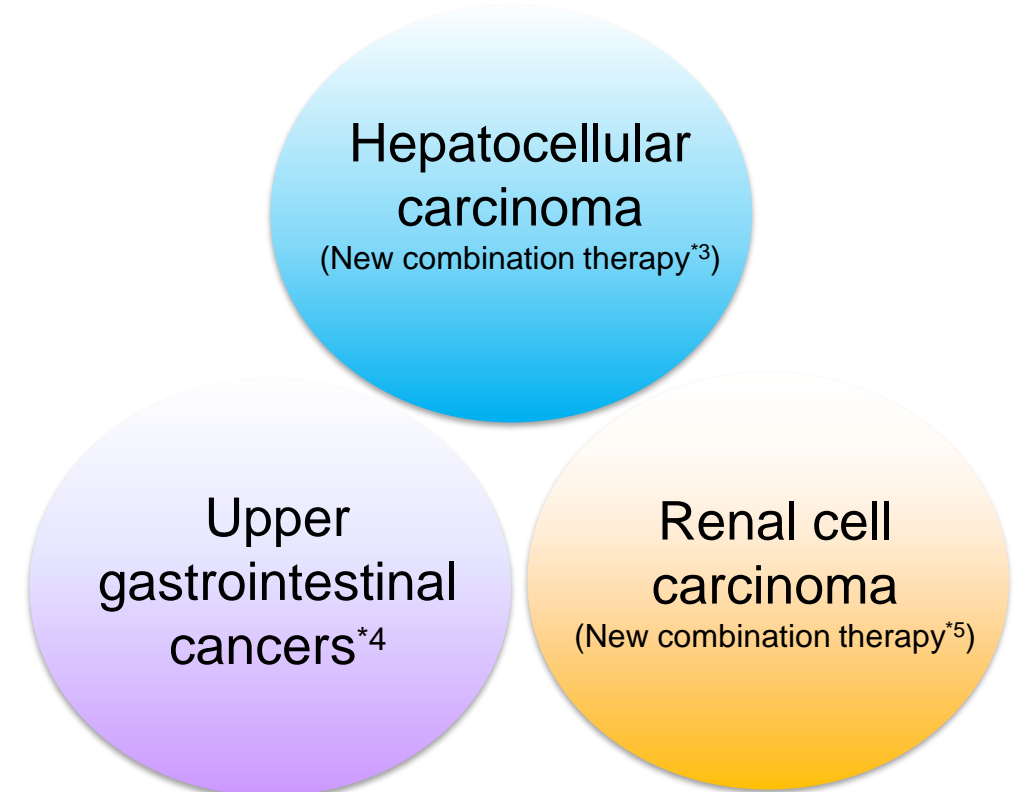 Hepatocellular
carcinoma
(New combination therapy*3)
Upper
gastrointestinal
cancers*4
Renal cell
carcinoma
(New combination therapy*5)